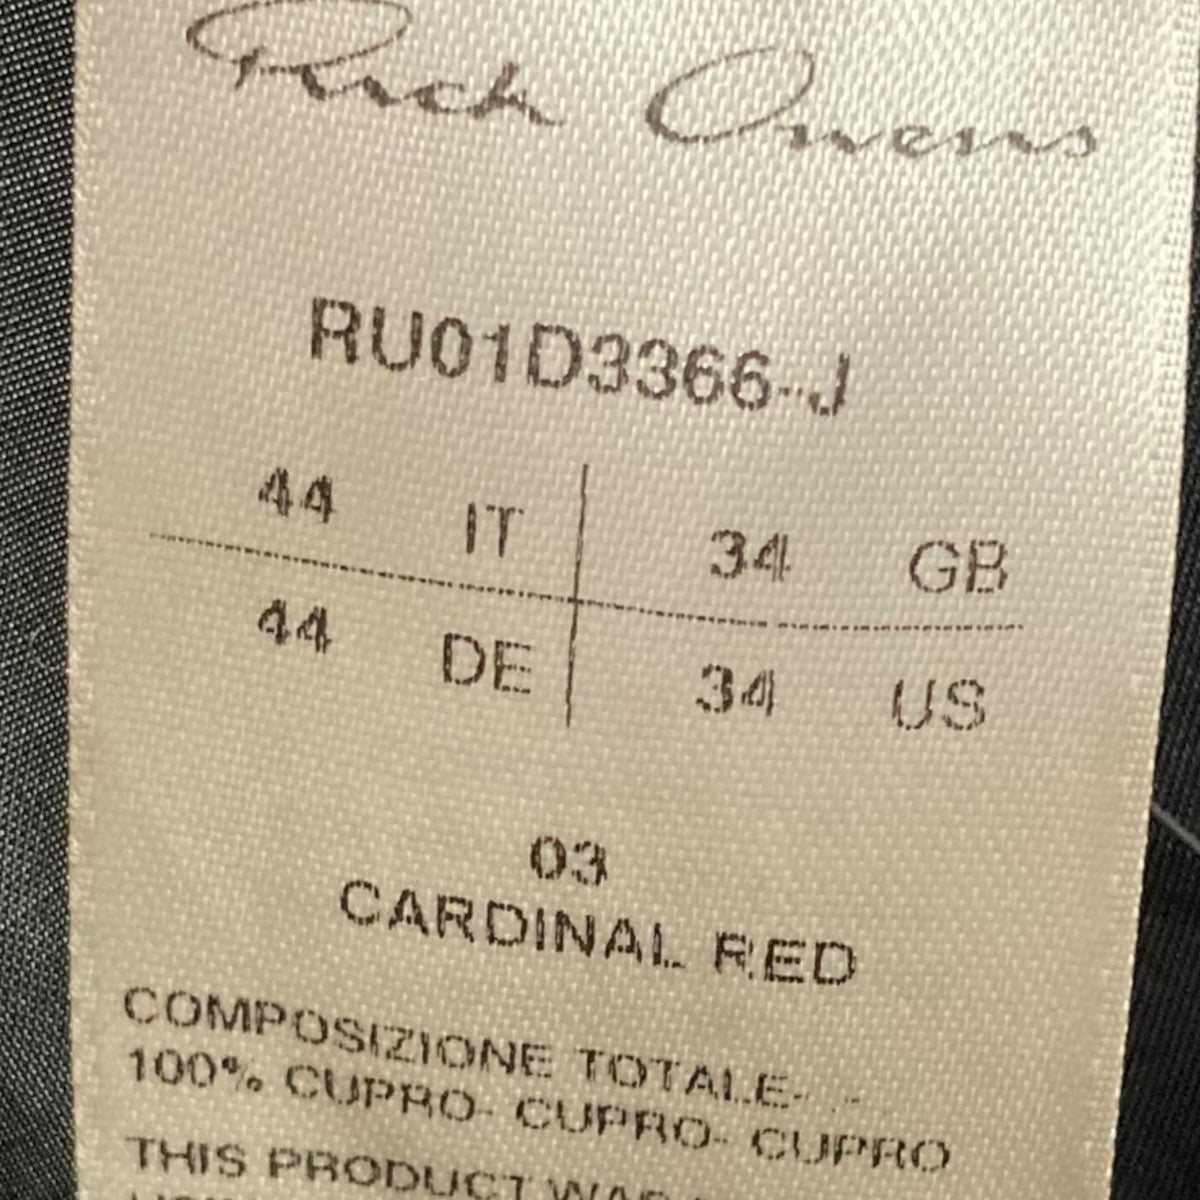 Rick Owens
RU01D3366-J
44 IT 34 GB
44 DE 34 US
03
CARDINAL RED
COMPOSIZIONE TOTALE-
100% CUPRO- CUPRO- CUPRO
THIS PRODUCT WAS